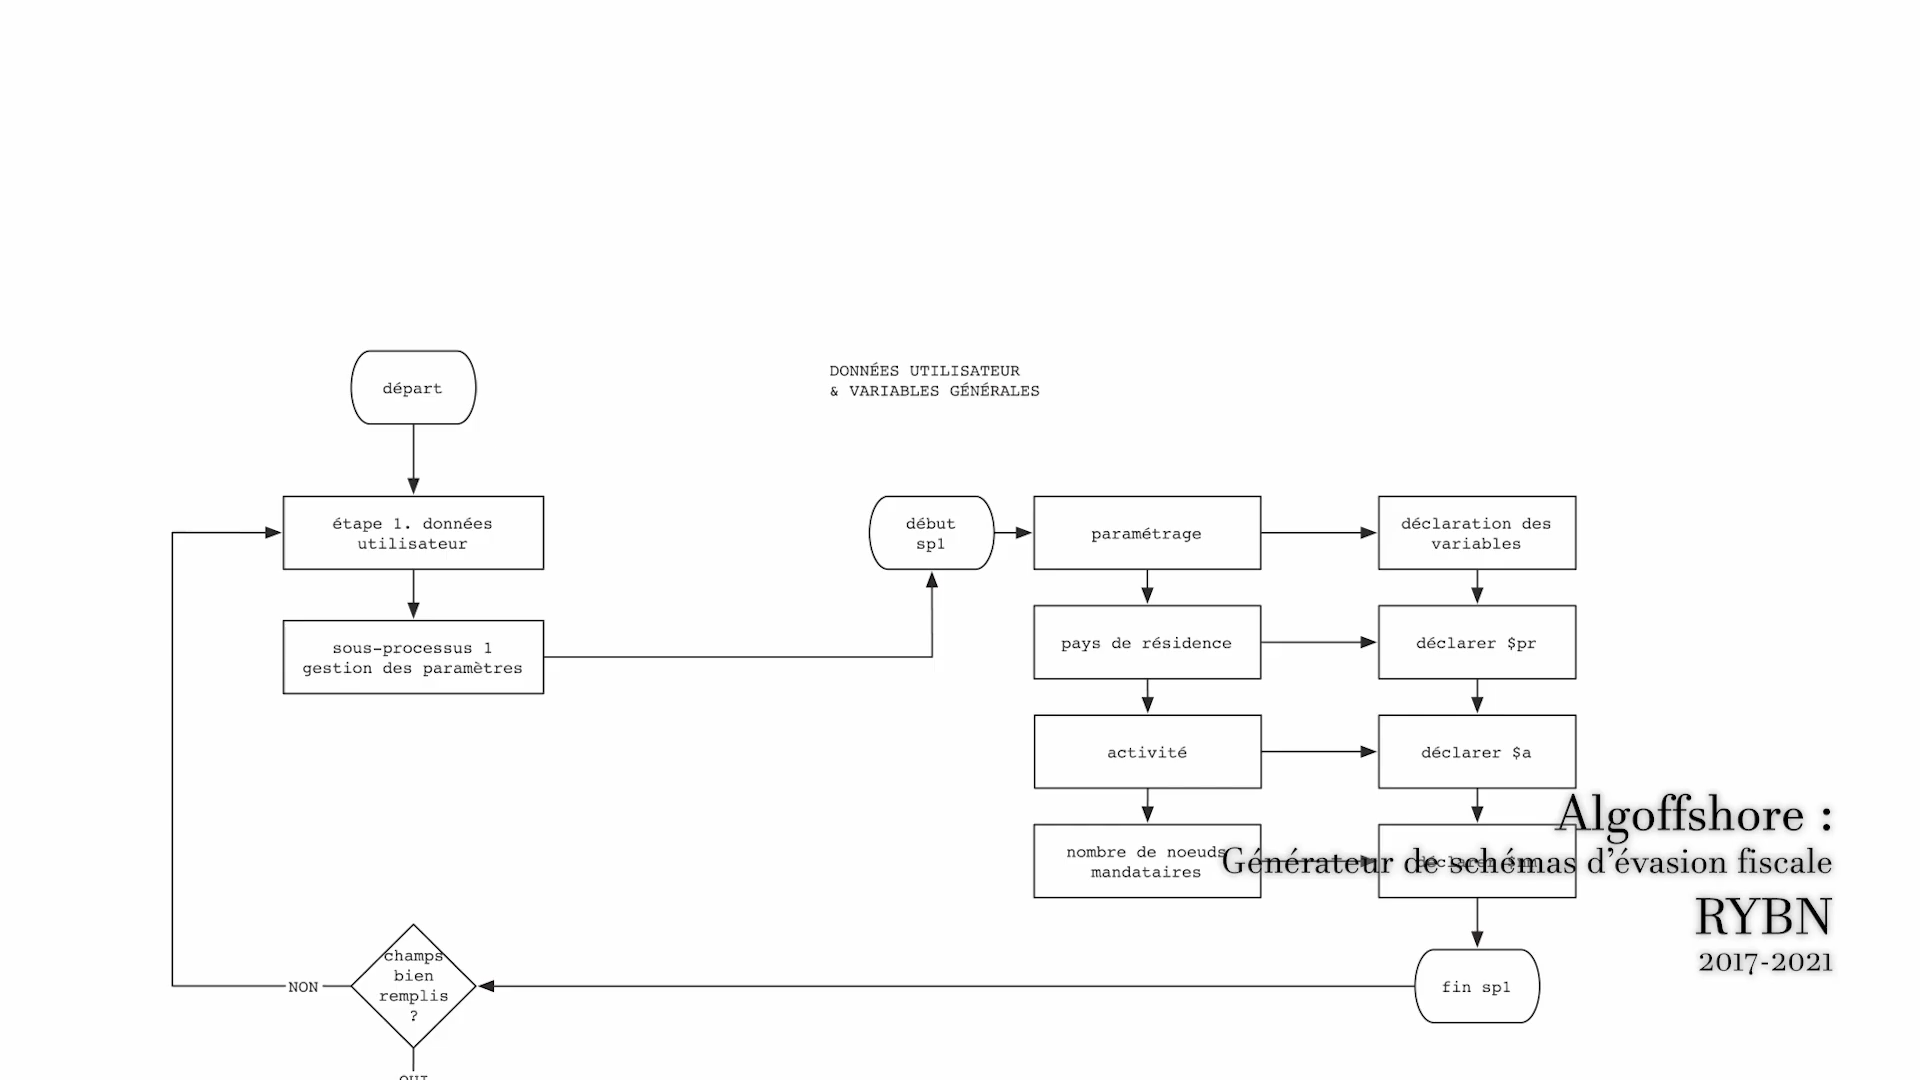 départ
DONNÉES UTILISATEUR
& VARIABLES GÉNÉRALES
étape 1. données
utilisateur
début
sp1
paramétrage
déclaration des
variables
sous-processus 1
gestion des paramètres
pays de résidence
déclarer $pr
activité
déclarer $a
nombre de noeuds
mandataires
Algoffshore :
Générateur de schémas d’évasion fiscale
RYBN
2017-2021
champs
bien
remplis
?
NON
fin sp1
OUI